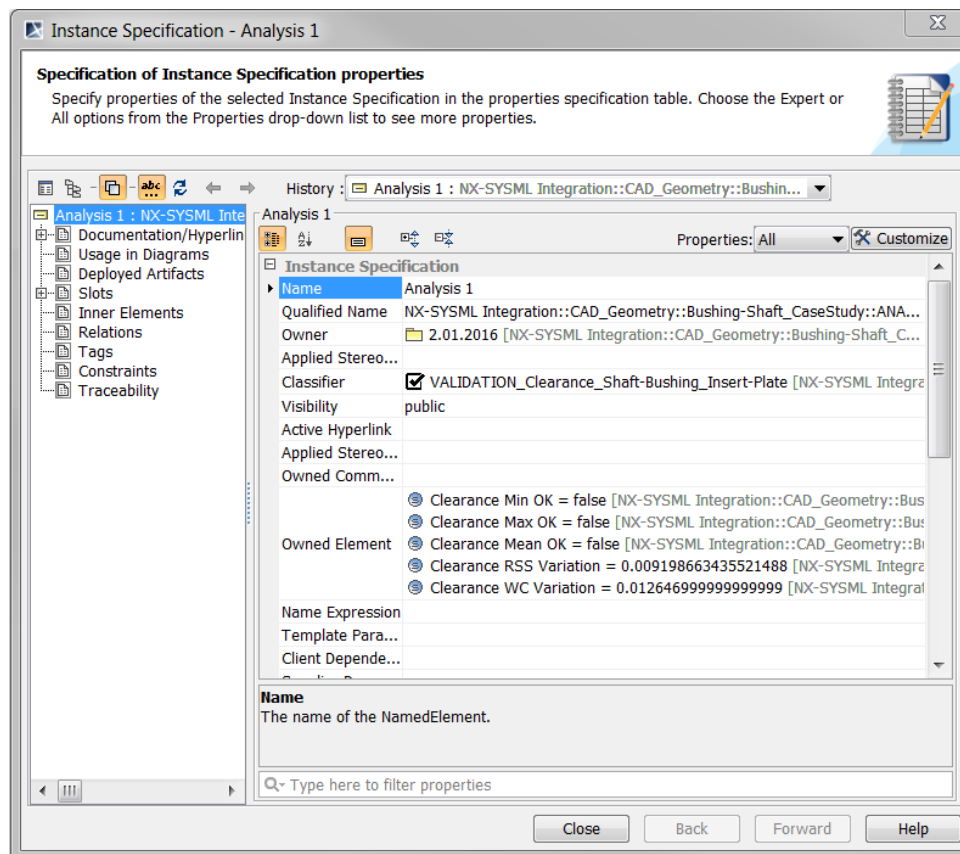 Instance Specification - Analysis 1
Specification of Instance Specification properties
Specify properties of the selected Instance Specification in the properties specification table. Choose the Expert or
All options from the Properties drop-down list to see more properties.
History : Analysis 1 : NX-SYSML Integration::CAD_Geometry::Bushin...
Analysis 1 : NX-SYSML Inte
Documentation/Hyperlin
Usage in Diagrams
Deployed Artifacts
Slots
Inner Elements
Relations
Tags
Constraints
Traceability
Analysis 1
Properties: All Customize
Instance Specification
Name Analysis 1
Qualified Name NX-SYSML Integration::CAD_Geometry::Bushing-Shaft_CaseStudy::ANA...
Owner 2.01.2016 [NX-SYSML Integration::CAD_Geometry::Bushing-Shaft_C...
Applied Stereo...
Classifier VALIDATION_Clearance_Shaft-Bushing_Insert-Plate [NX-SYSML Integra
Visibility public
Active Hyperlink
Applied Stereo...
Owned Comm...
Owned Element
Clearance Min OK = false [NX-SYSML Integration::CAD_Geometry::Bus
Clearance Max OK = false [NX-SYSML Integration::CAD_Geometry::Bus
Clearance Mean OK = false [NX-SYSML Integration::CAD_Geometry::B
Clearance RSS Variation = 0.009198663435521488 [NX-SYSML Integra
Clearance WC Variation = 0.012646999999999999 [NX-SYSML Integrat
Name Expression
Template Para...
Client Depende...
Name
The name of the NamedElement.
Type here to filter properties
Close Back Forward Help